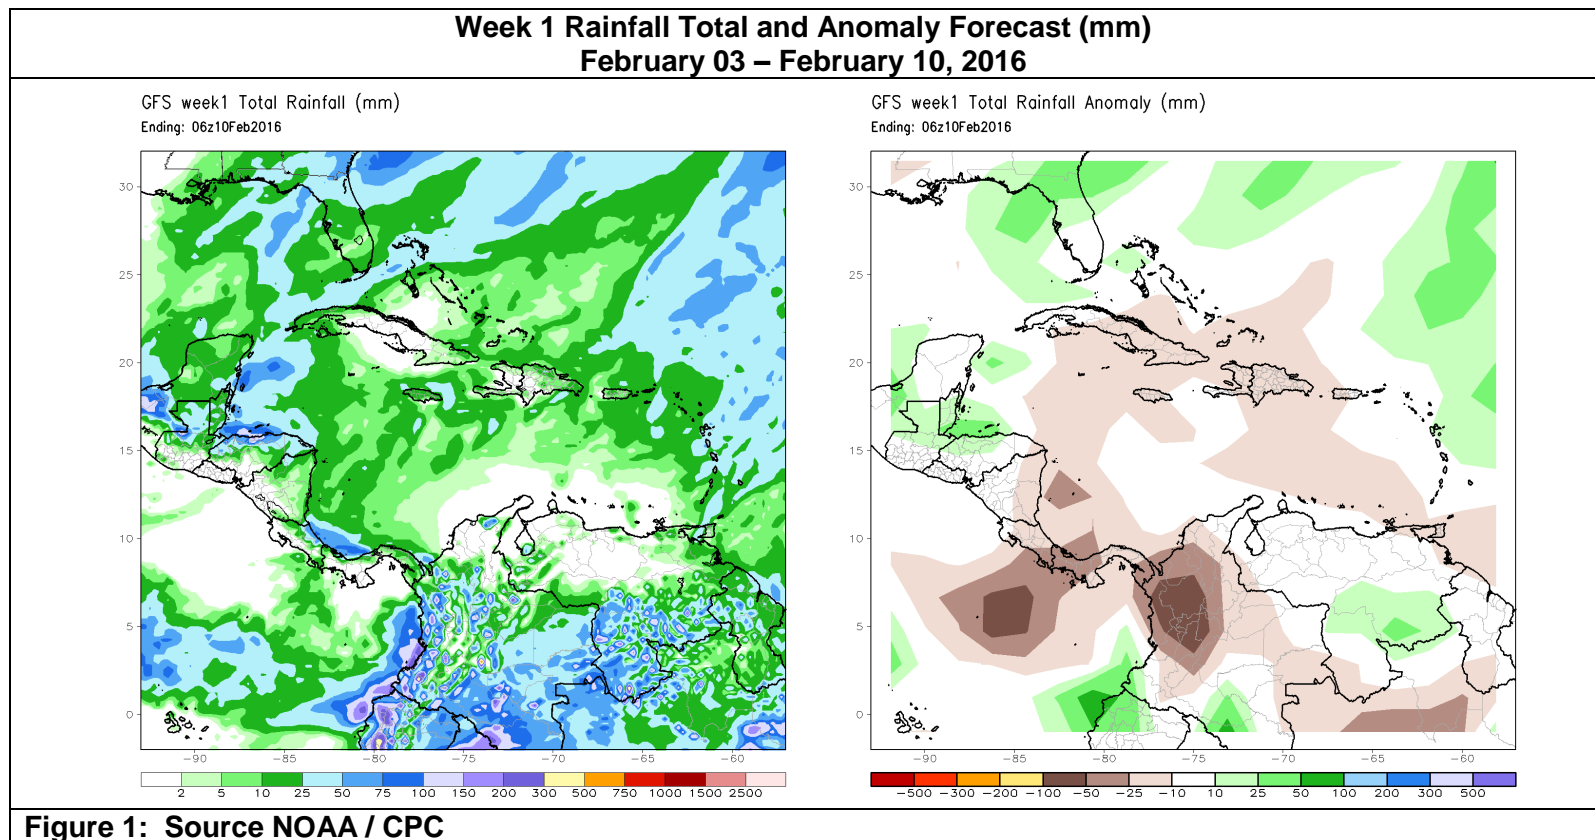 Week 1 Rainfall Total and Anomaly Forecast (mm)
February 03 – February 10, 2016
GFS week1 Total Rainfall (mm)
Ending: 06z10Feb2016
30
25
20
15
10
5
0
−90 −85 −80 −75 −70 −65 −60
2 5 10 25 50 75 100 150 200 300 500 750 1000 1500 2500
GFS week1 Total Rainfall Anomaly (mm)
Ending: 06z10Feb2016
30
25
20
15
10
5
0
−90 −85 −80 −75 −70 −65 −60
−500 −300 −200 −100 −50 −25 −10 10 25 50 100 200 300 500
Figure 1: Source NOAA / CPC